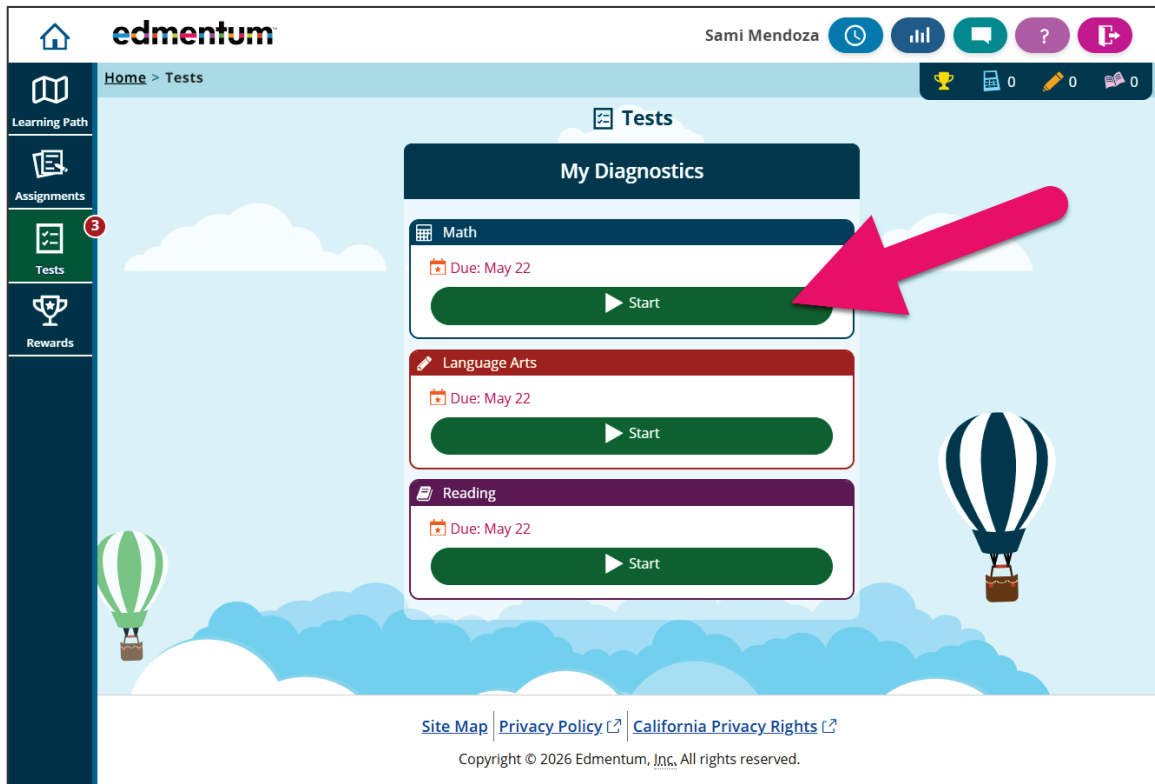 edmentum
Sami Mendoza
?
Home > Tests
0
0
0
Learning Path
Assignments
3
Tests
Rewards
Tests
My Diagnostics
Math
Due: May 22
Start
Language Arts
Due: May 22
Start
Reading
Due: May 22
Start
Site Map | Privacy Policy | California Privacy Rights
Copyright © 2026 Edmentum, Inc. All rights reserved.